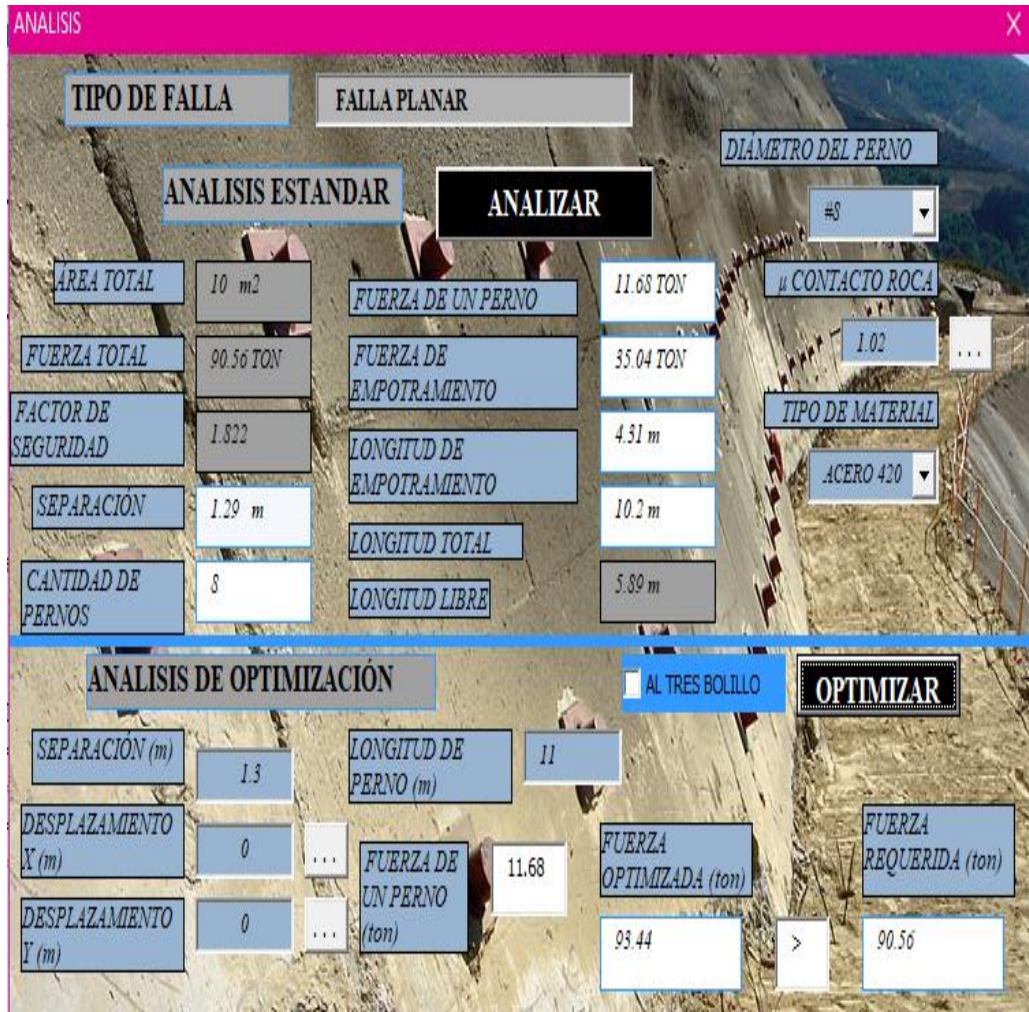 ANALISIS X
TIPO DE FALLA
FALLA PLANAR
DIÁMETRO DEL PERNO
#8
ANALISIS ESTANDAR
ANALIZAR
ÁREA TOTAL
10 m2
FUERZA TOTAL
90.56 TON
FACTOR DE
SEGURIDAD
1.822
SEPARACIÓN
1.29 m
CANTIDAD DE
PERNOS
8
FUERZA DE UN PERNO
11.68 TON
FUERZA DE
EMPOTRAMIENTO
35.04 TON
LONGITUD DE
EMPOTRAMIENTO
4.31 m
LONGITUD TOTAL
10.2 m
LONGITUD LIBRE
5.89 m
µ CONTACTO ROCA
1.02
...
TIPO DE MATERIAL
ACERO 420
ANALISIS DE OPTIMIZACIÓN
AL TRES BOLILLO
OPTIMIZAR
SEPARACIÓN (m)
1.3
DESPLAZAMIENTO
X (m)
0
...
DESPLAZAMIENTO
Y (m)
0
...
LONGITUD DE
PERNO (m)
11
FUERZA DE
UN PERNO
(ton)
11.68
FUERZA
OPTIMIZADA (ton)
93.44
>
FUERZA
REQUERIDA (ton)
90.56